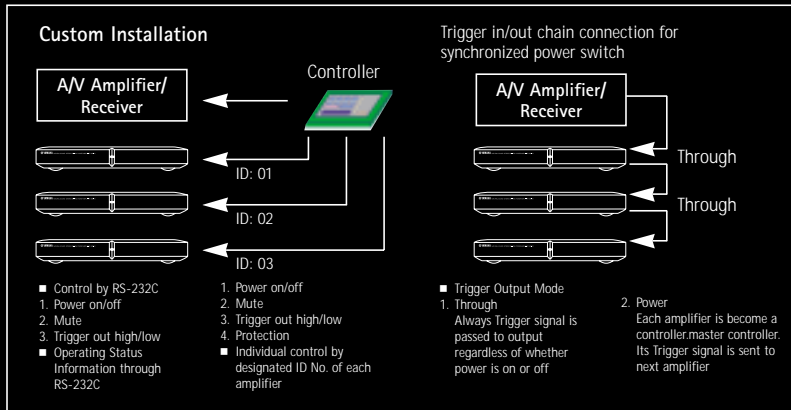 Custom Installation
A/V Amplifier/
Receiver
Controller
ID: 01
ID: 02
ID: 03
■ Control by RS-232C
1. Power on/off
2. Mute
3. Trigger out high/low
■ Operating Status
Information through
RS-232C
1. Power on/off
2. Mute
3. Trigger out high/low
4. Protection
■ Individual control by
designated ID No. of each
amplifier
Trigger in/out chain connection for
synchronized power switch
A/V Amplifier/
Receiver
Through
Through
■ Trigger Output Mode
1. Through
Always Trigger signal is
passed to output
regardless of whether
power is on or off
2. Power
Each amplifier is become a
controller.master controller.
Its Trigger signal is sent to
next amplifier